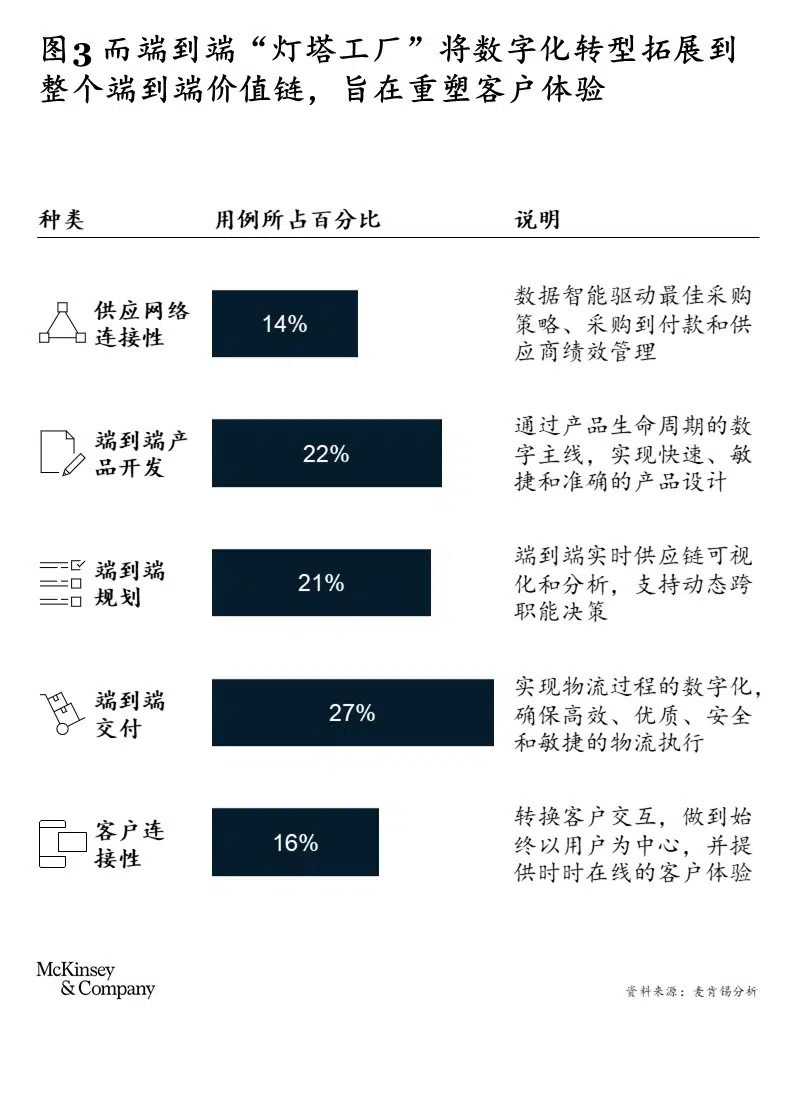 图3 而端到端“灯塔工厂”将数字化转型拓展到
整个端到端价值链，旨在重塑客户体验
种类
用例所占百分比
说明
供应网络
连接性
14%
数据智能驱动最佳采购
策略、采购到付款和供
应商绩效管理
端到端产
品开发
22%
通过产品生命周期的数
字主线，实现快速、敏
捷和准确的产品设计
端到端
规划
21%
端到端实时供应链可视
化和分析，支持动态跨
职能决策
端到端
交付
27%
实现物流过程的数字化，
确保高效、优质、安全
和敏捷的物流执行
客户连
接性
16%
转换客户交互，做到始
终以用户为中心，并提
供时时在线的客户体验
McKinsey
& Company
资料来源：麦肯锡分析